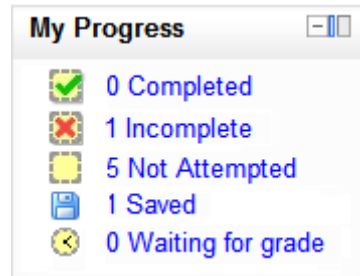 My Progress
0 Completed
1 Incomplete
5 Not Attempted
1 Saved
0 Waiting for grade